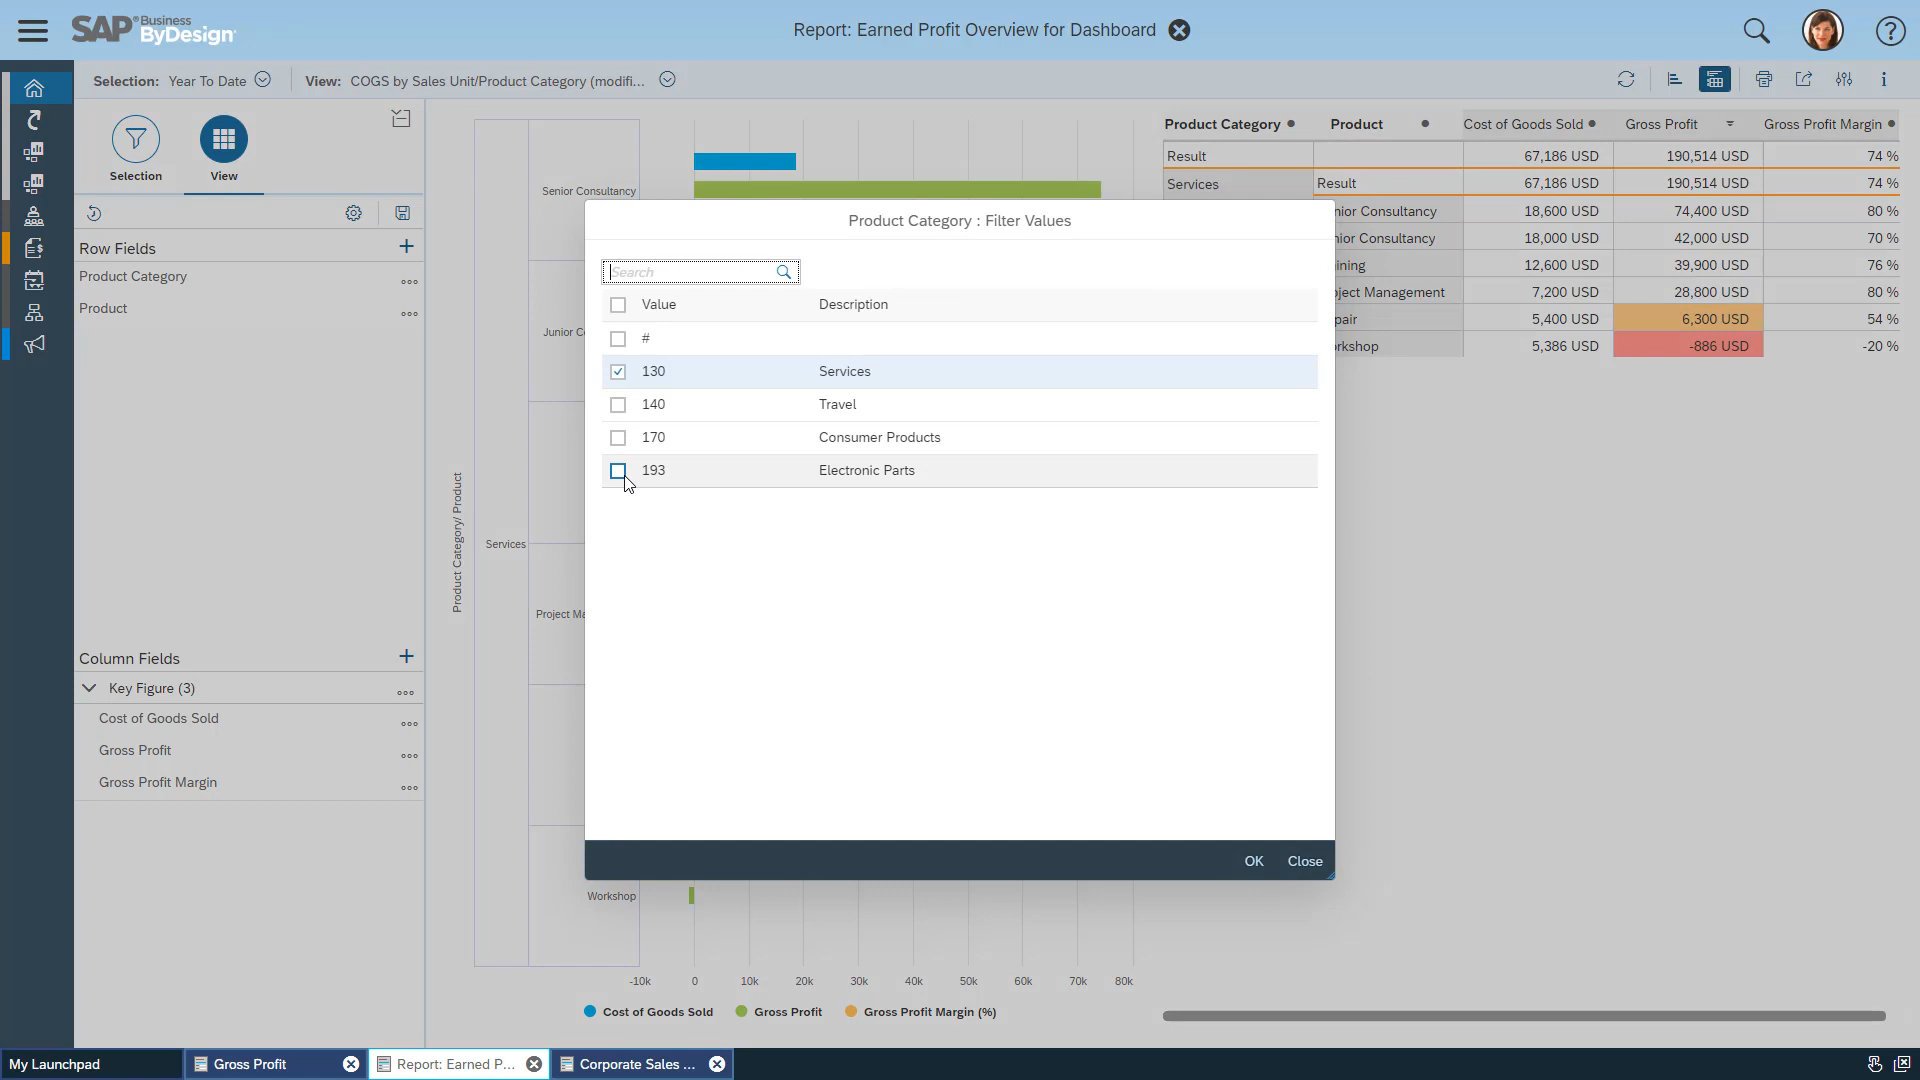 SAP Business ByDesign
Report: Earned Profit Overview for Dashboard
Selection: Year To Date
View: COGS by Sales Unit/Product Category (modifi...
Selection
View
Row Fields
Product Category
Product
Column Fields
Key Figure (3)
Cost of Goods Sold
Gross Profit
Gross Profit Margin
Product Category/ Product
Services
Senior Consultancy
Junior C
Project Ma
Workshop
-10k 0 10k 20k 30k 40k 50k 60k 70k 80k
Cost of Goods Sold Gross Profit Gross Profit Margin (%)
Product Category Product Cost of Goods Sold Gross Profit Gross Profit Margin
Result 67,186 USD 190,514 USD 74 %
Services Result 67,186 USD 190,514 USD 74 %
nior Consultancy 18,600 USD 74,400 USD 80 %
nior Consultancy 18,000 USD 42,000 USD 70 %
ining 12,600 USD 39,900 USD 76 %
ject Management 7,200 USD 28,800 USD 80 %
pair 5,400 USD 6,300 USD 54 %
rkshop 5,386 USD -886 USD -20 %
Product Category : Filter Values
Search
Value Description
#
130 Services
140 Travel
170 Consumer Products
193 Electronic Parts
OK Close
My Launchpad
Gross Profit
Report: Earned P...
Corporate Sales ...